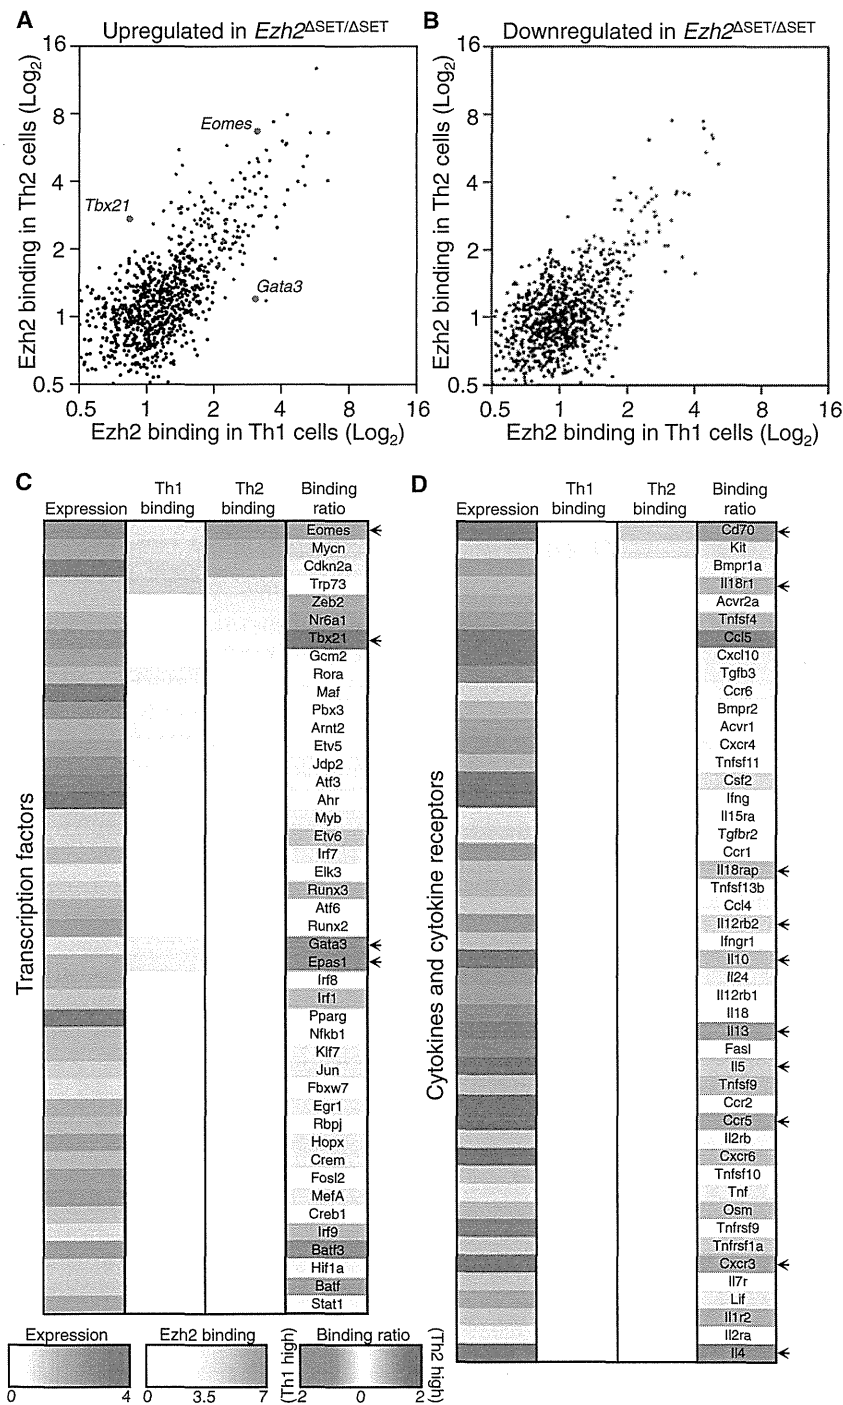 A
Upregulated in Ezh2ΔSET/ΔSET
Ezh2 binding in Th2 cells (Log2)
16
8
4
2
1
0.5
Eomes
Tbx21
Gata3
0.5 1 2 4 8 16
Ezh2 binding in Th1 cells (Log2)
B
Downregulated in Ezh2ΔSET/ΔSET
Ezh2 binding in Th2 cells (Log2)
16
8
4
2
1
0.5
0.5 1 2 4 8 16
Ezh2 binding in Th1 cells (Log2)
C
Expression
Th1 binding
Th2 binding
Binding ratio
Transcription factors
Eomes
Mycn
Cdkn2a
Trp73
Zeb2
Nr6a1
Tbx21
Gcm2
Rora
Maf
Pbx3
Arnt2
Etv5
Jdp2
Atf3
Ahr
Myb
Etv6
Irf7
Elk3
Runx3
Atf6
Runx2
Gata3
Epas1
Irf8
Irf1
Pparg
Nfkb1
Klf7
Jun
Fbxw7
Egr1
Rbpj
Hopx
Crem
Fosl2
MefA
Creb1
Irf9
Batf3
Hif1a
Batf
Stat1
D
Expression
Th1 binding
Th2 binding
Binding ratio
Cytokines and cytokine receptors
Cd70
Kit
Bmpr1a
Il18r1
Acvr2a
Tnfsf4
Ccl5
Cxcl10
Tgfb3
Ccr6
Bmpr2
Acvr1
Cxcr4
Tnfsf11
Csf2
Ifng
Il15ra
Tgfbr2
Ccr1
Il18rap
Tnfsf13b
Ccl4
Il12rb2
Ifngr1
Il10
Il24
Il12rb1
Il18
Il13
Fasl
Il5
Tnfsf9
Ccr2
Ccr5
Il2rb
Cxcr6
Tnfsf10
Tnf
Osm
Tnfrsf9
Tnfrsf1a
Cxcr3
Il7r
Lif
Il1r2
Il2ra
Il4
Expression
0 4
Ezh2 binding
0 3.5 7
(Th1 high)
Binding ratio
(Th2 high)
-2 0 2